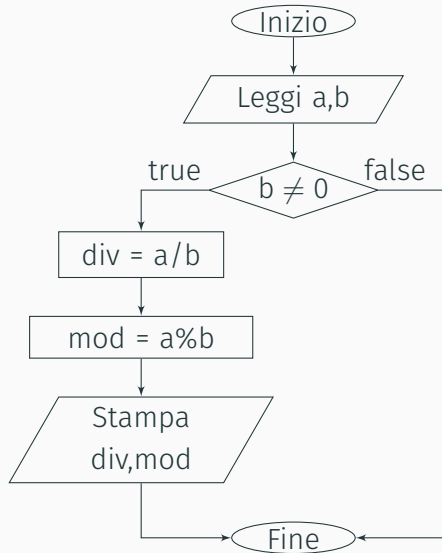 Inizio
Leggi a,b
true
false
b ≠ 0
div = a/b
mod = a%b
Stampa
div,mod
Fine